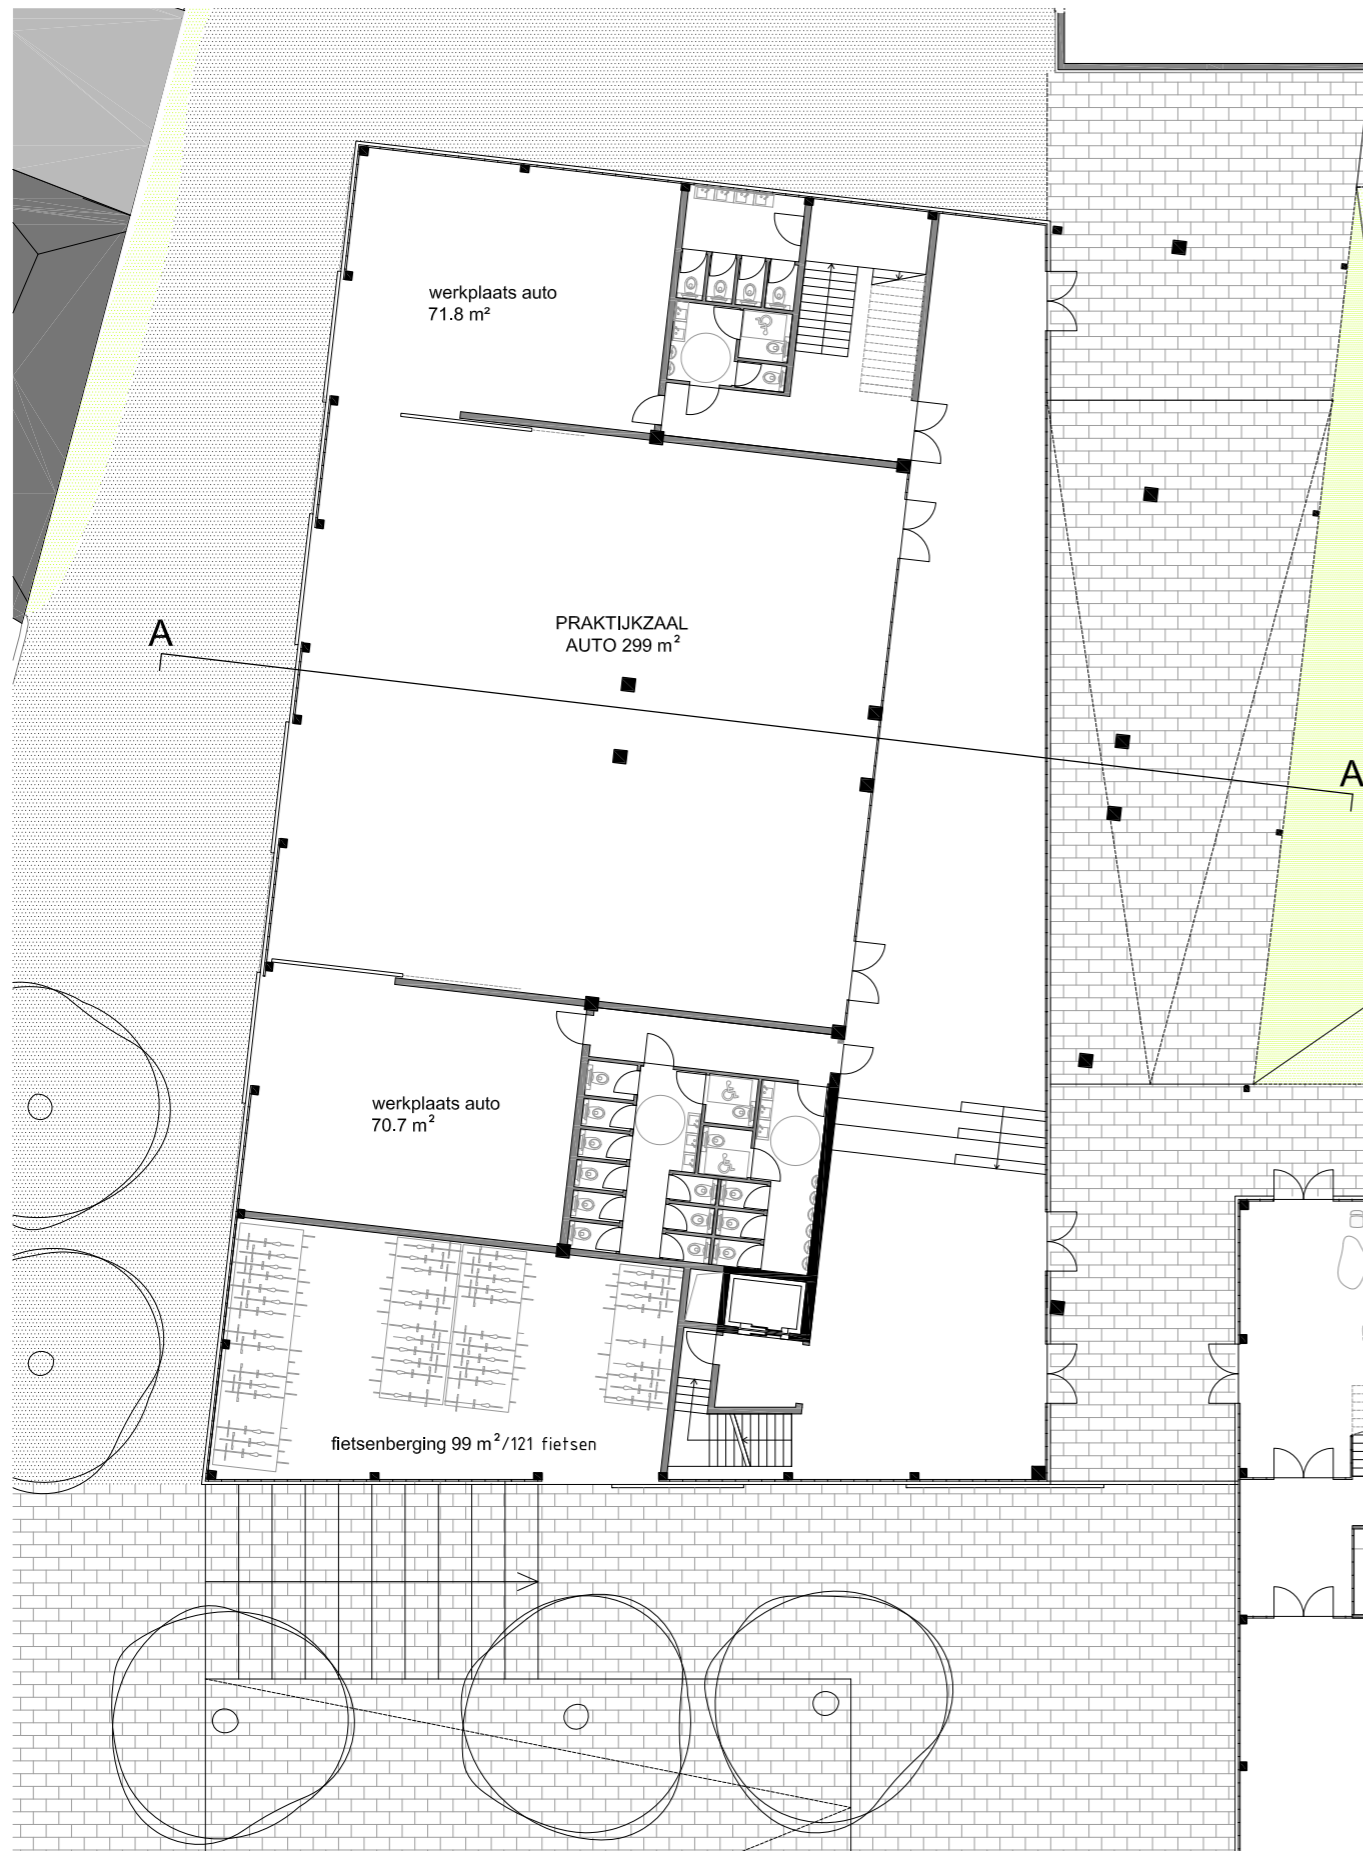 werkplaats auto
71.8 m²
PRAKTIJKZAAL
AUTO 299 m²
A
A
werkplaats auto
70.7 m²
fietsenberging 99 m²/121 fietsen